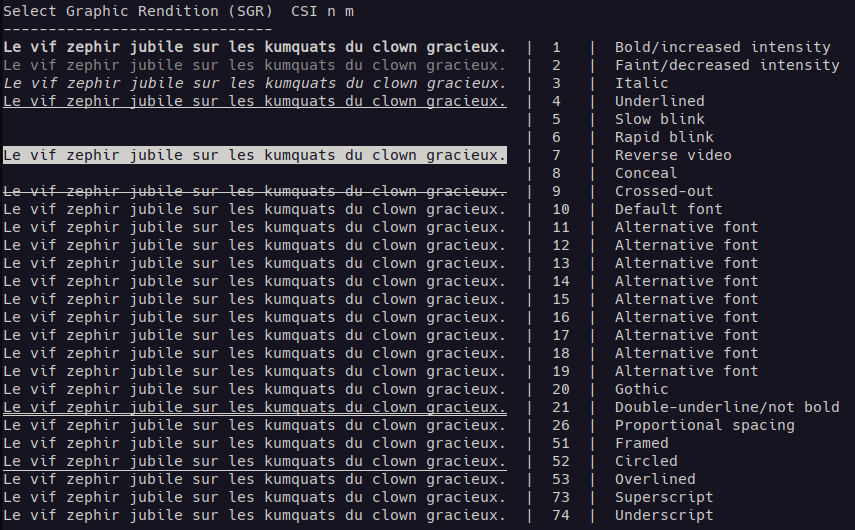 Select Graphic Rendition (SGR)  CSI n m
------------------------------
Le vif zephir jubile sur les kumquats du clown gracieux.  |  1   |  Bold/increased intensity
Le vif zephir jubile sur les kumquats du clown gracieux.  |  2   |  Faint/decreased intensity
Le vif zephir jubile sur les kumquats du clown gracieux.  |  3   |  Italic
Le vif zephir jubile sur les kumquats du clown gracieux.  |  4   |  Underlined
|  5   |  Slow blink
|  6   |  Rapid blink
Le vif zephir jubile sur les kumquats du clown gracieux.  |  7   |  Reverse video
|  8   |  Conceal
Le vif zephir jubile sur les kumquats du clown gracieux.  |  9   |  Crossed-out
Le vif zephir jubile sur les kumquats du clown gracieux.  |  10  |  Default font
Le vif zephir jubile sur les kumquats du clown gracieux.  |  11  |  Alternative font
Le vif zephir jubile sur les kumquats du clown gracieux.  |  12  |  Alternative font
Le vif zephir jubile sur les kumquats du clown gracieux.  |  13  |  Alternative font
Le vif zephir jubile sur les kumquats du clown gracieux.  |  14  |  Alternative font
Le vif zephir jubile sur les kumquats du clown gracieux.  |  15  |  Alternative font
Le vif zephir jubile sur les kumquats du clown gracieux.  |  16  |  Alternative font
Le vif zephir jubile sur les kumquats du clown gracieux.  |  17  |  Alternative font
Le vif zephir jubile sur les kumquats du clown gracieux.  |  18  |  Alternative font
Le vif zephir jubile sur les kumquats du clown gracieux.  |  19  |  Alternative font
Le vif zephir jubile sur les kumquats du clown gracieux.  |  20  |  Gothic
Le vif zephir jubile sur les kumquats du clown gracieux.  |  21  |  Double-underline/not bold
Le vif zephir jubile sur les kumquats du clown gracieux.  |  26  |  Proportional spacing
Le vif zephir jubile sur les kumquats du clown gracieux.  |  51  |  Framed
Le vif zephir jubile sur les kumquats du clown gracieux.  |  52  |  Circled
Le vif zephir jubile sur les kumquats du clown gracieux.  |  53  |  Overlined
Le vif zephir jubile sur les kumquats du clown gracieux.  |  73  |  Superscript
Le vif zephir jubile sur les kumquats du clown gracieux.  |  74  |  Underscript